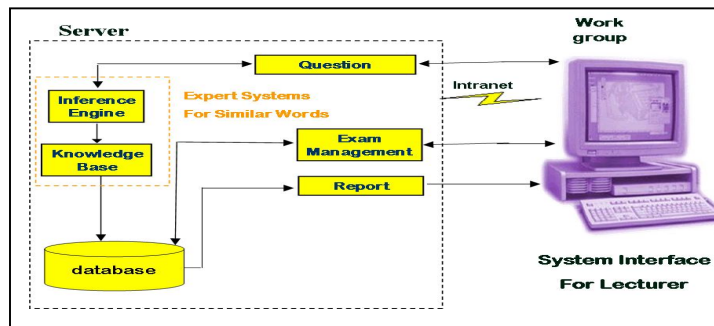 Server
Work
group
Question
Intranet
Inference
Engine
Expert Systems
For Similar Words
Knowledge
Base
Exam
Management
Report
database
System Interface
For Lecturer